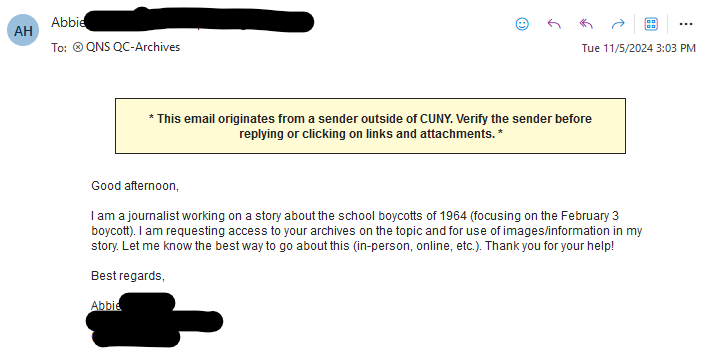 AH
Abbie
To: QNS QC-Archives
Tue 11/5/2024 3:03 PM
* This email originates from a sender outside of CUNY. Verify the sender before
replying or clicking on links and attachments. *
Good afternoon,
I am a journalist working on a story about the school boycotts of 1964 (focusing on the February 3
boycott). I am requesting access to your archives on the topic and for use of images/information in my
story. Let me know the best way to go about this (in-person, online, etc.). Thank you for your help!
Best regards,
Abbie